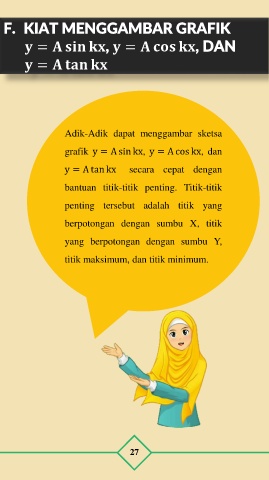 F. KIAT MENGGAMBAR GRAFIK
y = A sin kx, y = A cos kx, DAN
y = A tan kx
Adik-Adik dapat menggambar sketsa
grafik y = A sin kx, y = A cos kx, dan
y = A tan kx secara cepat dengan
bantuan titik-titik penting. Titik-titik
penting tersebut adalah titik yang
berpotongan dengan sumbu X, titik
yang berpotongan dengan sumbu Y,
titik maksimum, dan titik minimum.
27